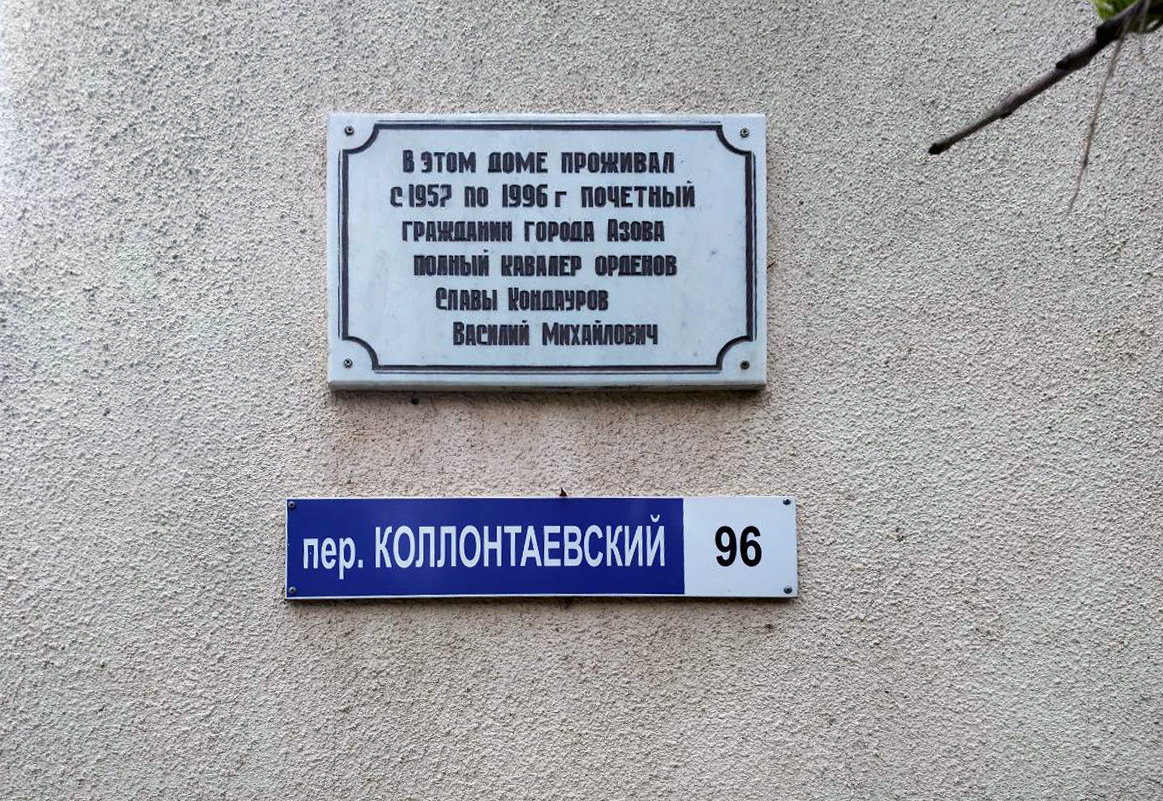 В ЭТОМ ДОМЕ ПРОЖИВАЛ
С 1957 ПО 1996 Г ПОЧЕТНЫЙ
ГРАЖДАНИН ГОРОДА АЗОВА
ПОЛНЫЙ КАВАЛЕР ОРДЕНОВ
СЛАВЫ КОНДАУРОВ
ВАСИЛИЙ МИХАЙЛОВИЧ
пер. КОЛЛОНТАЕВСКИЙ 96